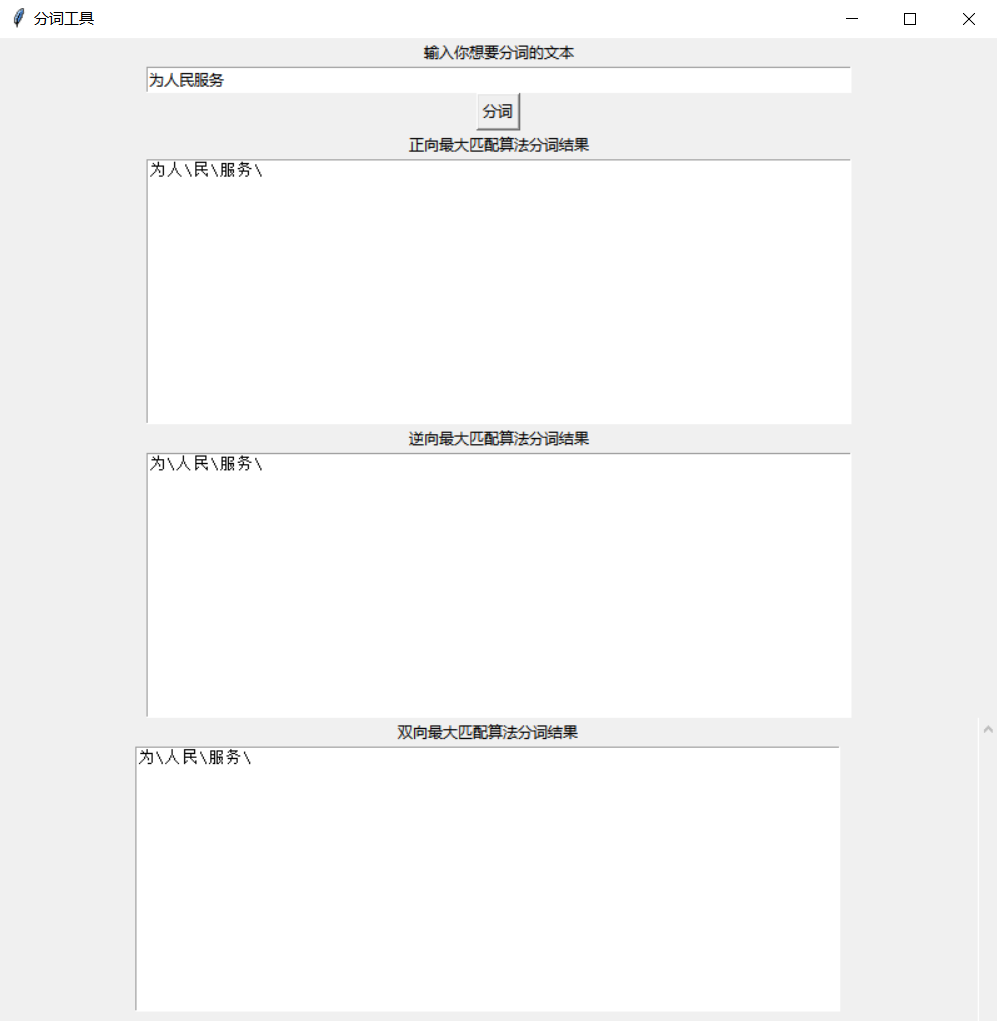 分词工具
输入你想要分词的文本
为人民服务
分词
正向最大匹配算法分词结果
为人\民\服务\
逆向最大匹配算法分词结果
为\人民\服务\
双向最大匹配算法分词结果
为\人民\服务\